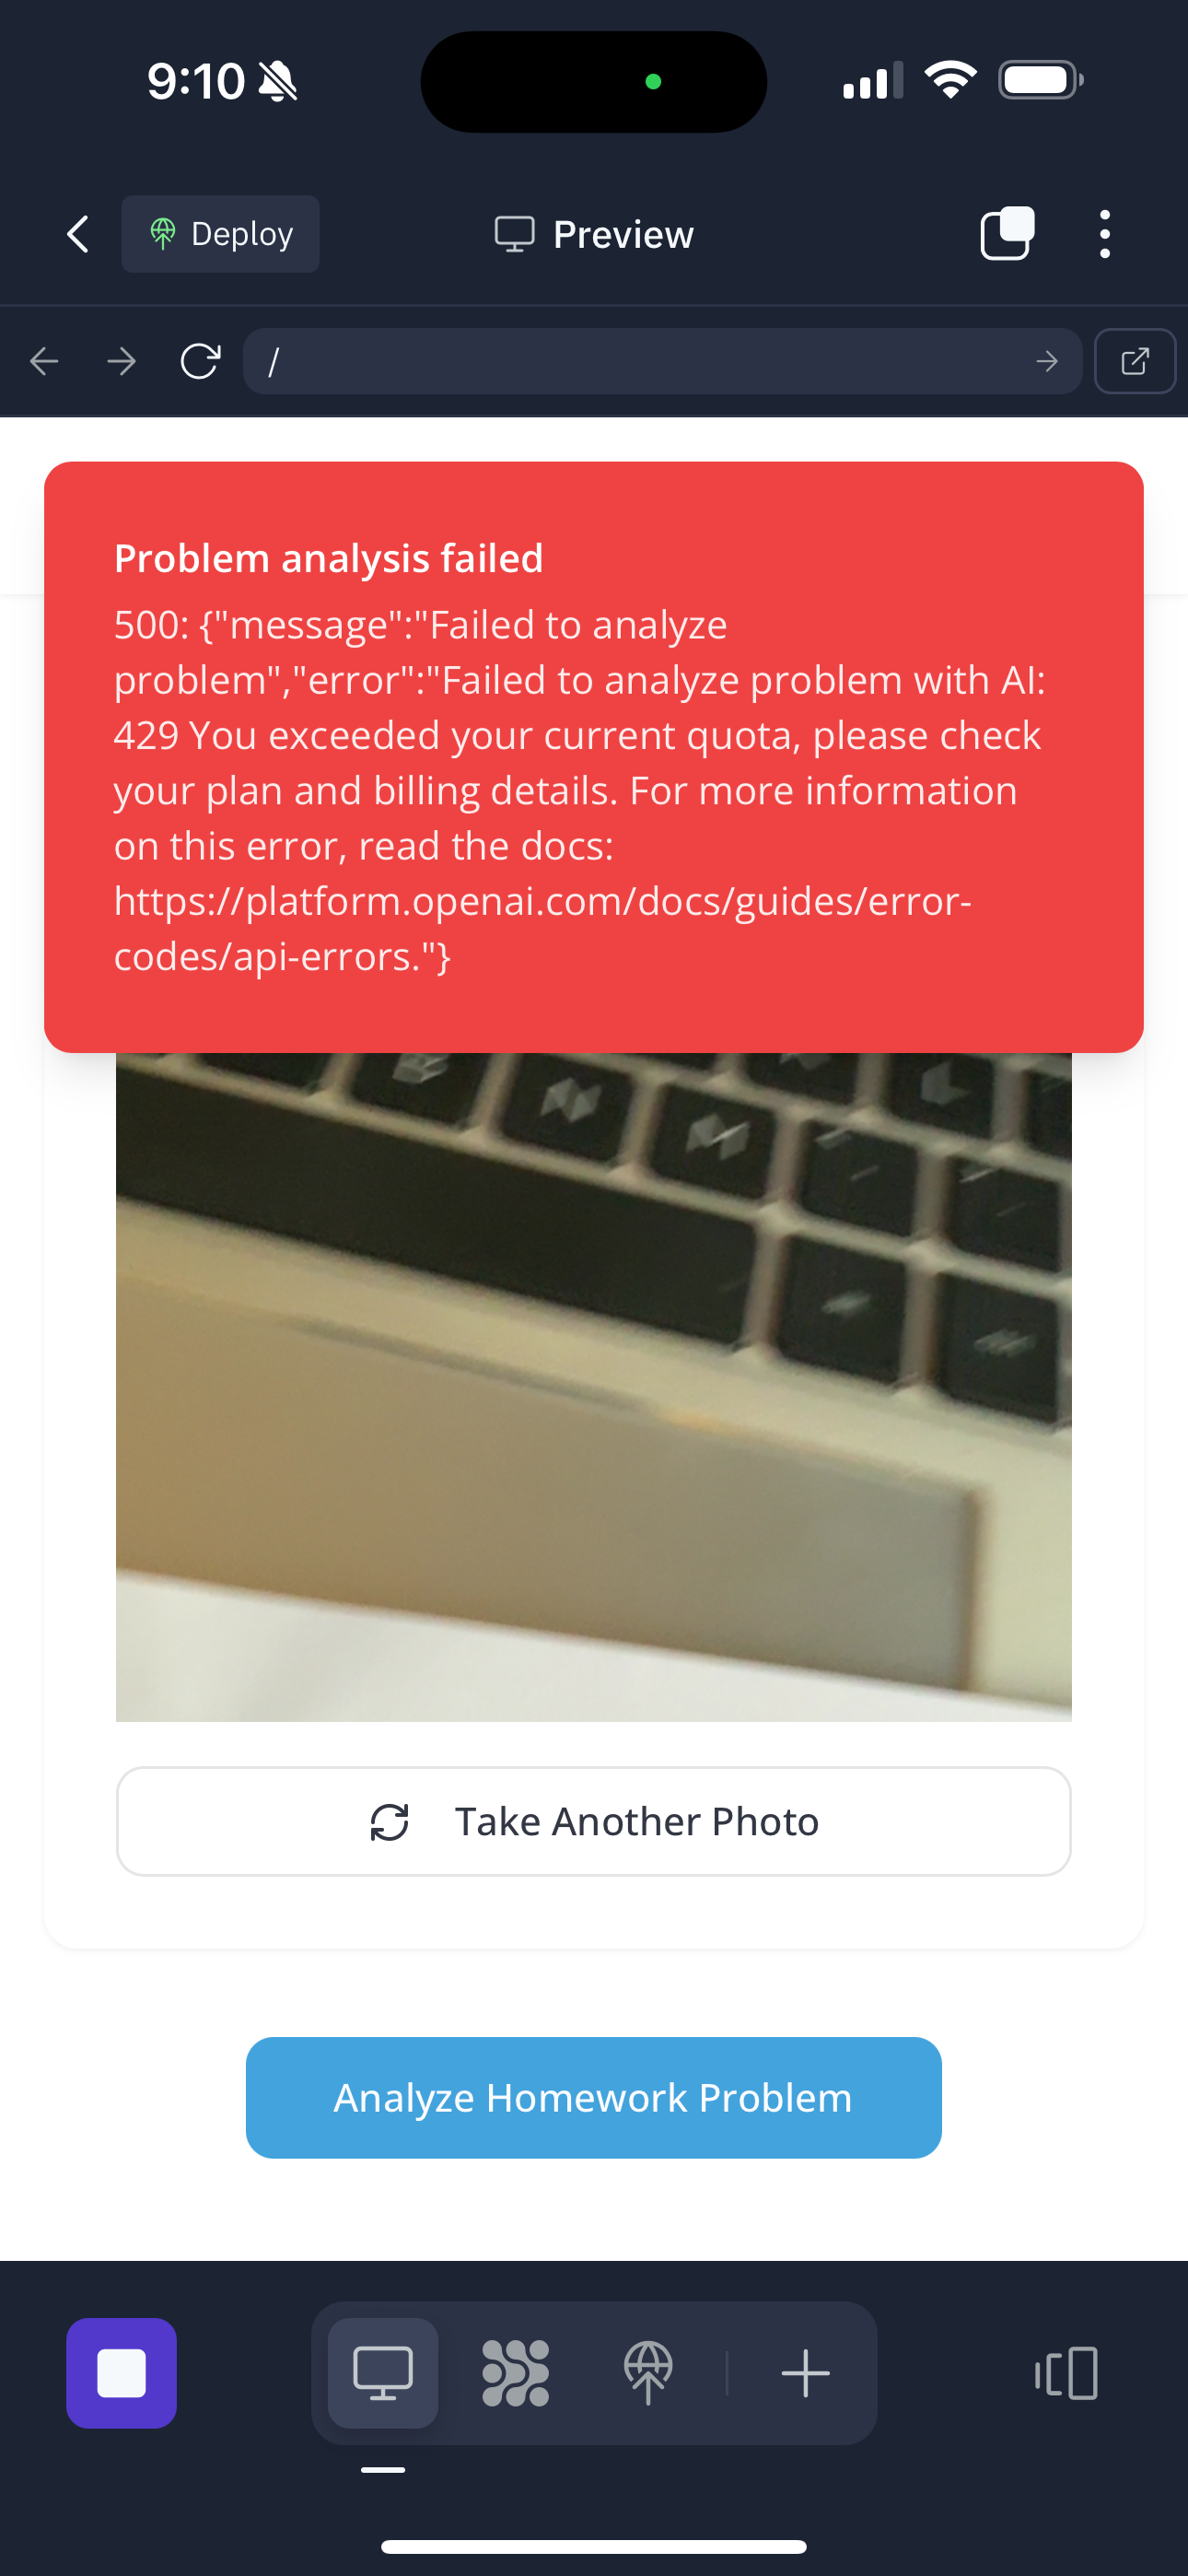 9:10
Deploy
Preview
/
Problem analysis failed
500: {"message":"Failed to analyze
problem","error":"Failed to analyze problem with AI:
429 You exceeded your current quota, please check
your plan and billing details. For more information
on this error, read the docs:
https://platform.openai.com/docs/guides/error-
codes/api-errors."}
Take Another Photo
Analyze Homework Problem